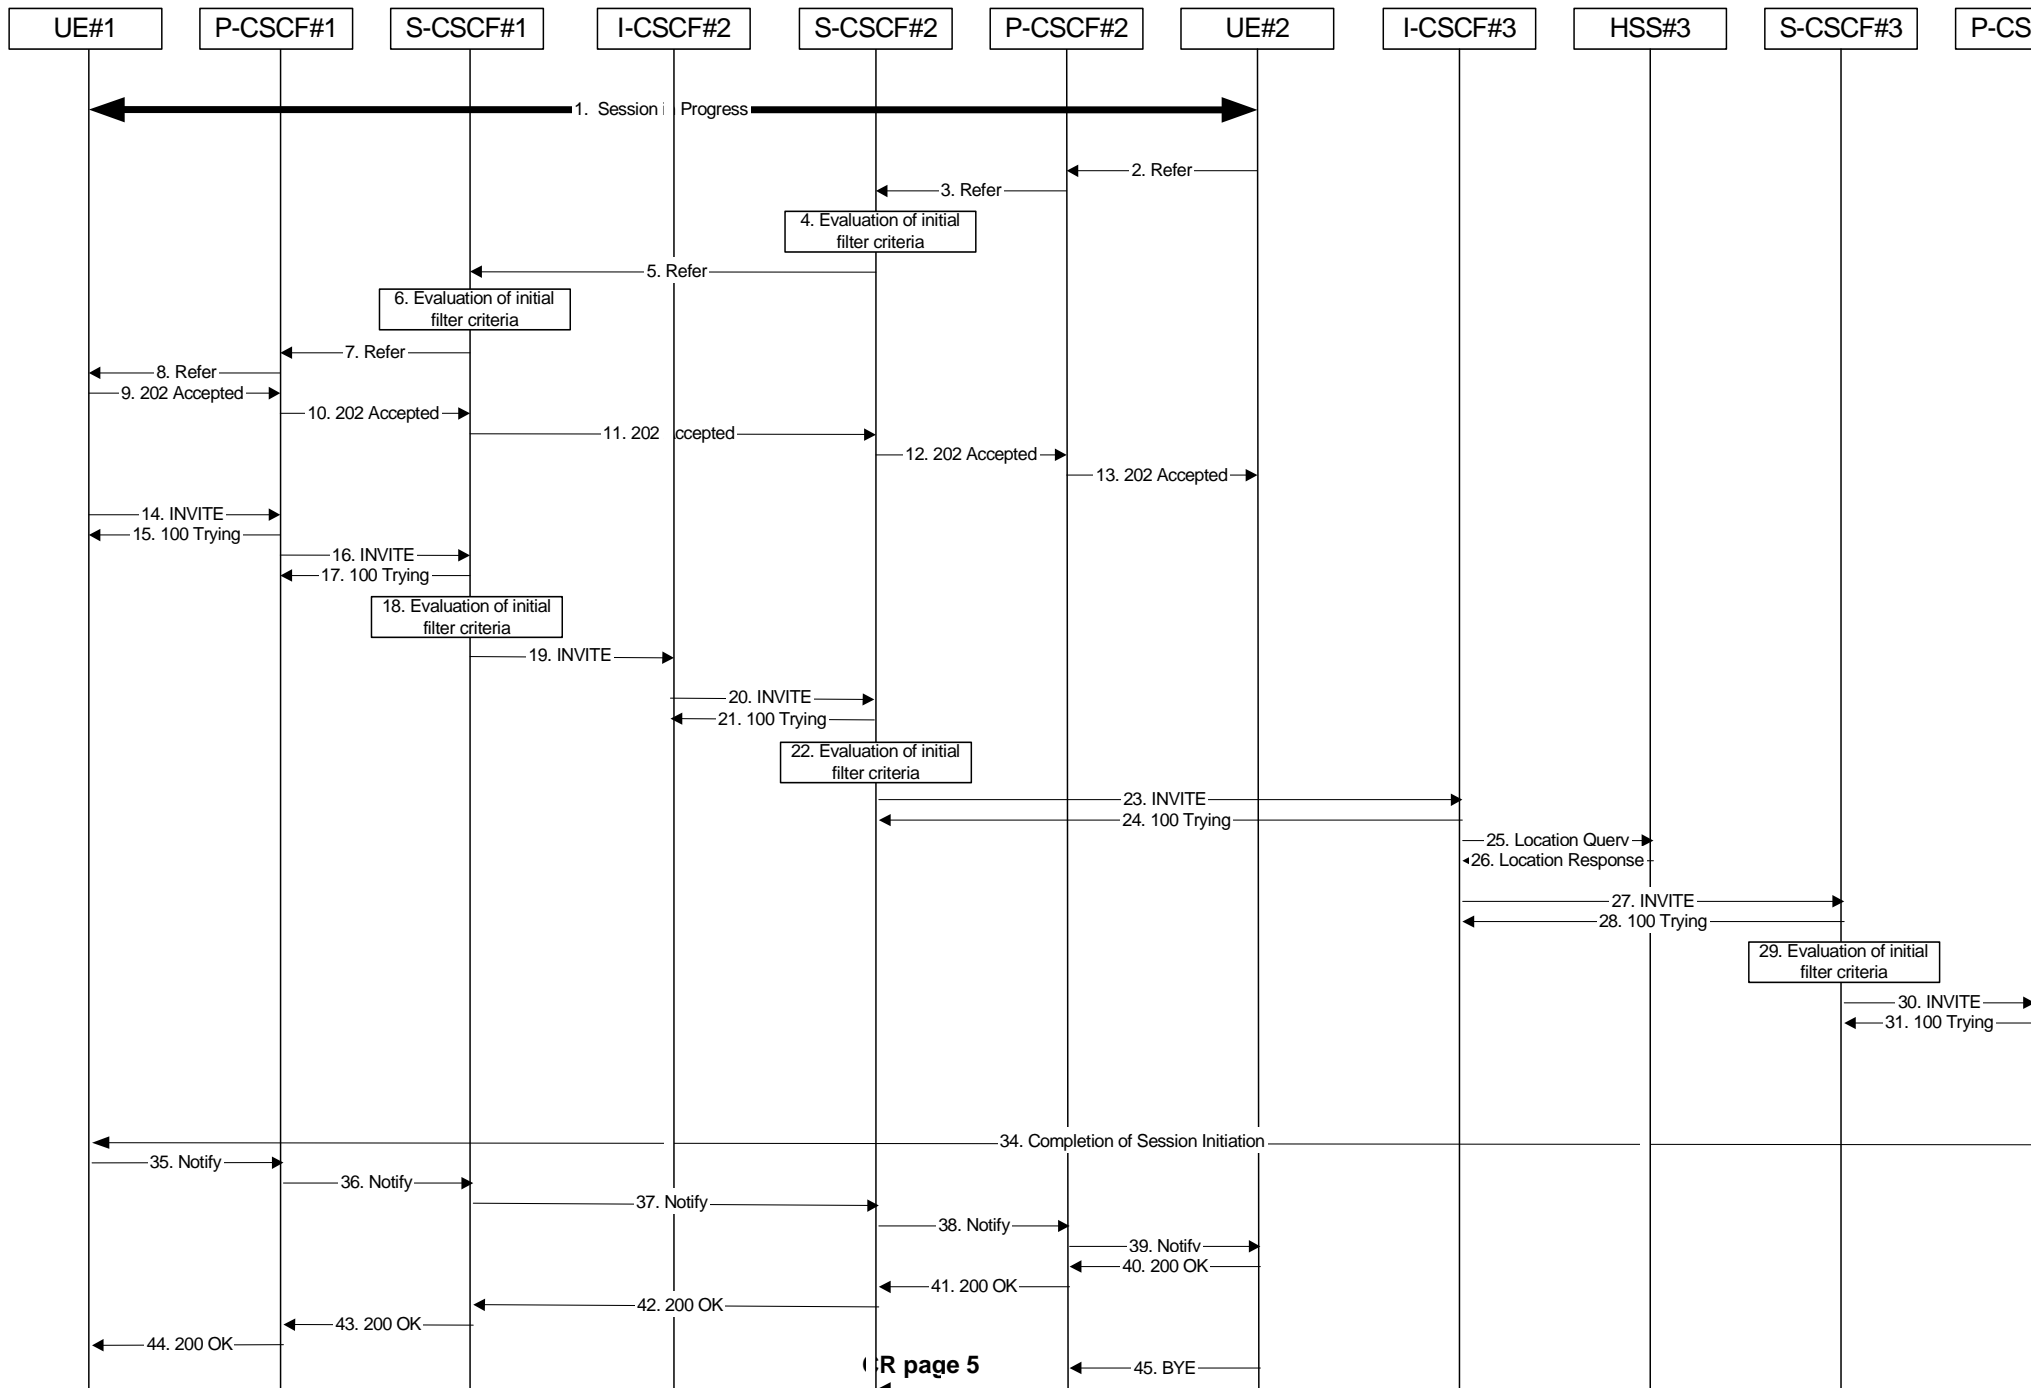 UE#1
P-CSCF#1
S-CSCF#1
I-CSCF#2
S-CSCF#2
P-CSCF#2
UE#2
I-CSCF#3
HSS#3
S-CSCF#3
P-CS
1. Session i Progress
2. Refer
3. Refer
4. Evaluation of initial
filter criteria
5. Refer
6. Evaluation of initial
filter criteria
7. Refer
8. Refer
9. 202 Accepted
10. 202 Accepted
11. 202 ccepted
12. 202 Accepted
13. 202 Accepted
14. INVITE
15. 100 Trying
16. INVITE
17. 100 Trying
18. Evaluation of initial
filter criteria
19. INVITE
20. INVITE
21. 100 Trying
22. Evaluation of initial
filter criteria
23. INVITE
24. 100 Trying
25. Location Query
26. Location Response
27. INVITE
28. 100 Trying
29. Evaluation of initial
filter criteria
30. INVITE
31. 100 Trying
34. Completion of Session Initiation
35. Notify
36. Notify
37. Notify
38. Notify
39. Notify
40. 200 OK
41. 200 OK
42. 200 OK
43. 200 OK
44. 200 OK
CR page 5
45. BYE